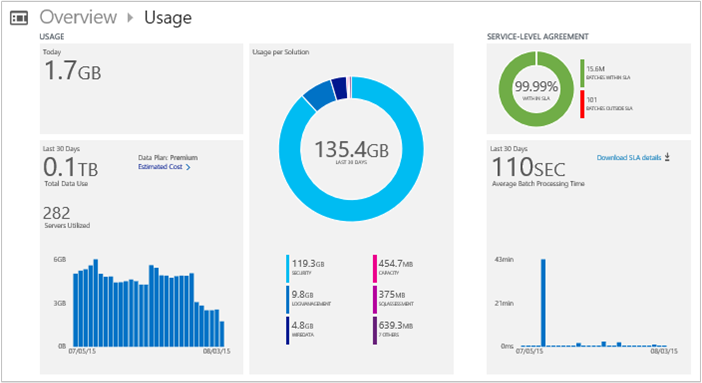 Overview ▸ Usage
USAGE
Today
1.7GB
Last 30 Days
0.1TB
Total Data Use
Data Plan: Premium
Estimated Cost >
282
Servers Utilized
6GB
3GB
0B
07/05/15 08/03/15
Usage per Solution
135.4GB
LAST 30 DAYS
119.3GB
SECURITY
9.8GB
LOGMANAGEMENT
4.8GB
WIREDATA
454.7MB
CAPACITY
375MB
SQLASSESSMENT
639.3MB
7 OTHERS
SERVICE-LEVEL AGREEMENT
99.99%
WITHIN SLA
15.6M
BATCHES WITHIN SLA
101
BATCHES OUTSIDE SLA
Last 30 Days
110SEC
Average Batch Processing Time
Download SLA details
43min
21min
0ms
07/05/15 08/03/15